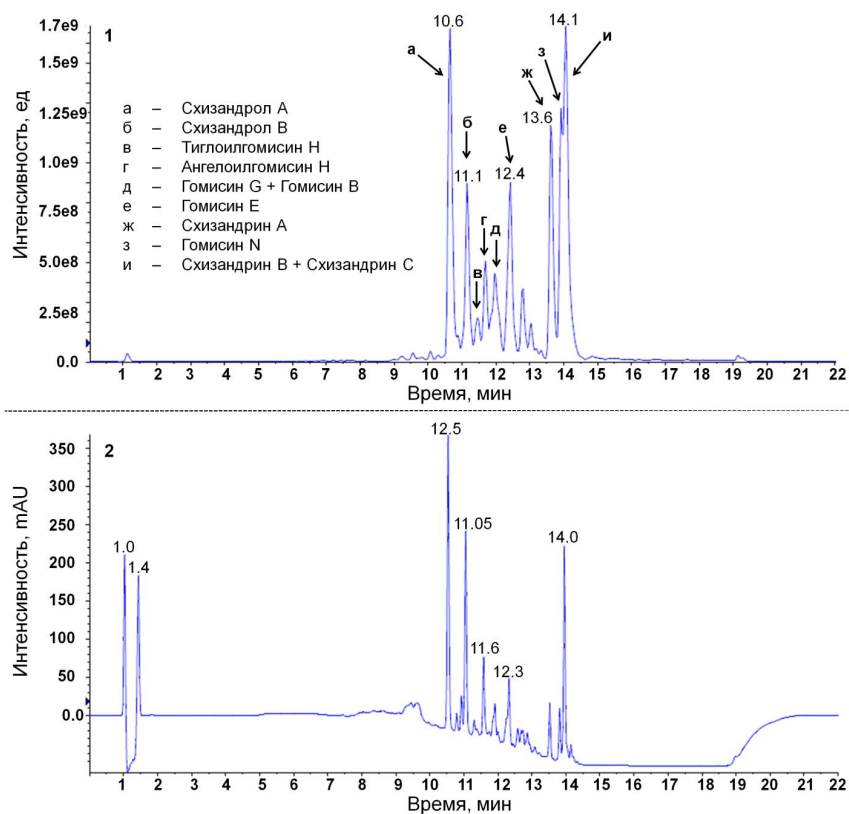 1
Интенсивность, ед
1.7e9
1.5e9
1.25e9
1.0e9
7.5e8
5.0e8
2.5e8
0.0
а – Схизандрол А
б – Схизандрол В
в – Тиглоилгомисин Н
г – Ангелоилгомисин Н
д – Гомисин G + Гомисин В
е – Гомисин Е
ж – Схизандрин А
з – Гомисин N
и – Схизандрин В + Схизандрин С
10.6
а
б
11.1
в
г
д
е
12.4
ж
13.6
з
14.1
и
1 2 3 4 5 6 7 8 9 10 11 12 13 14 15 16 17 18 19 20 21 22
Время, мин
2
Интенсивность, mAU
350
300
250
200
150
100
50
0.0
1.0
1.4
12.5
11.05
11.6
12.3
14.0
1 2 3 4 5 6 7 8 9 10 11 12 13 14 15 16 17 18 19 20 21 22
Время, мин